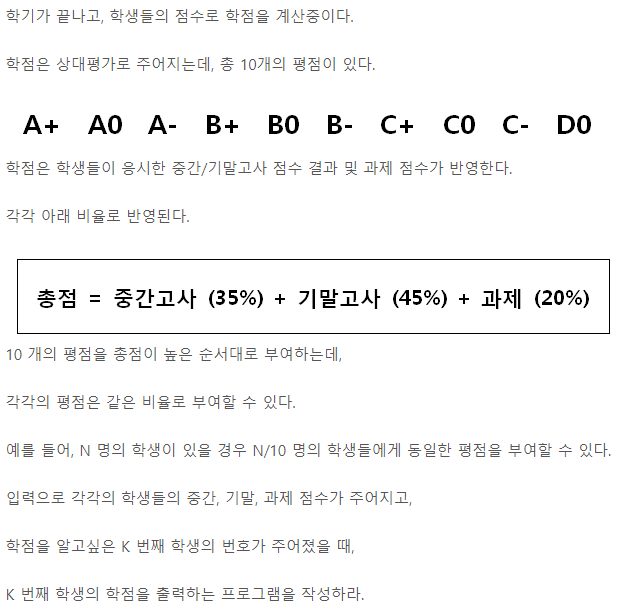 학기가 끝나고, 학생들의 점수로 학점을 계산중이다.
학점은 상대평가로 주어지는데, 총 10개의 평점이 있다.
A+ A0 A- B+ B0 B- C+ C0 C- D0
학점은 학생들이 응시한 중간/기말고사 점수 결과 및 과제 점수가 반영한다.
각각 아래 비율로 반영된다.
총점 = 중간고사 (35%) + 기말고사 (45%) + 과제 (20%)
10 개의 평점을 총점이 높은 순서대로 부여하는데,
각각의 평점은 같은 비율로 부여할 수 있다.
예를 들어, N 명의 학생이 있을 경우 N/10 명의 학생들에게 동일한 평점을 부여할 수 있다.
입력으로 각각의 학생들의 중간, 기말, 과제 점수가 주어지고,
학점을 알고싶은 K 번째 학생의 번호가 주어졌을 때,
K 번째 학생의 학점을 출력하는 프로그램을 작성하라.